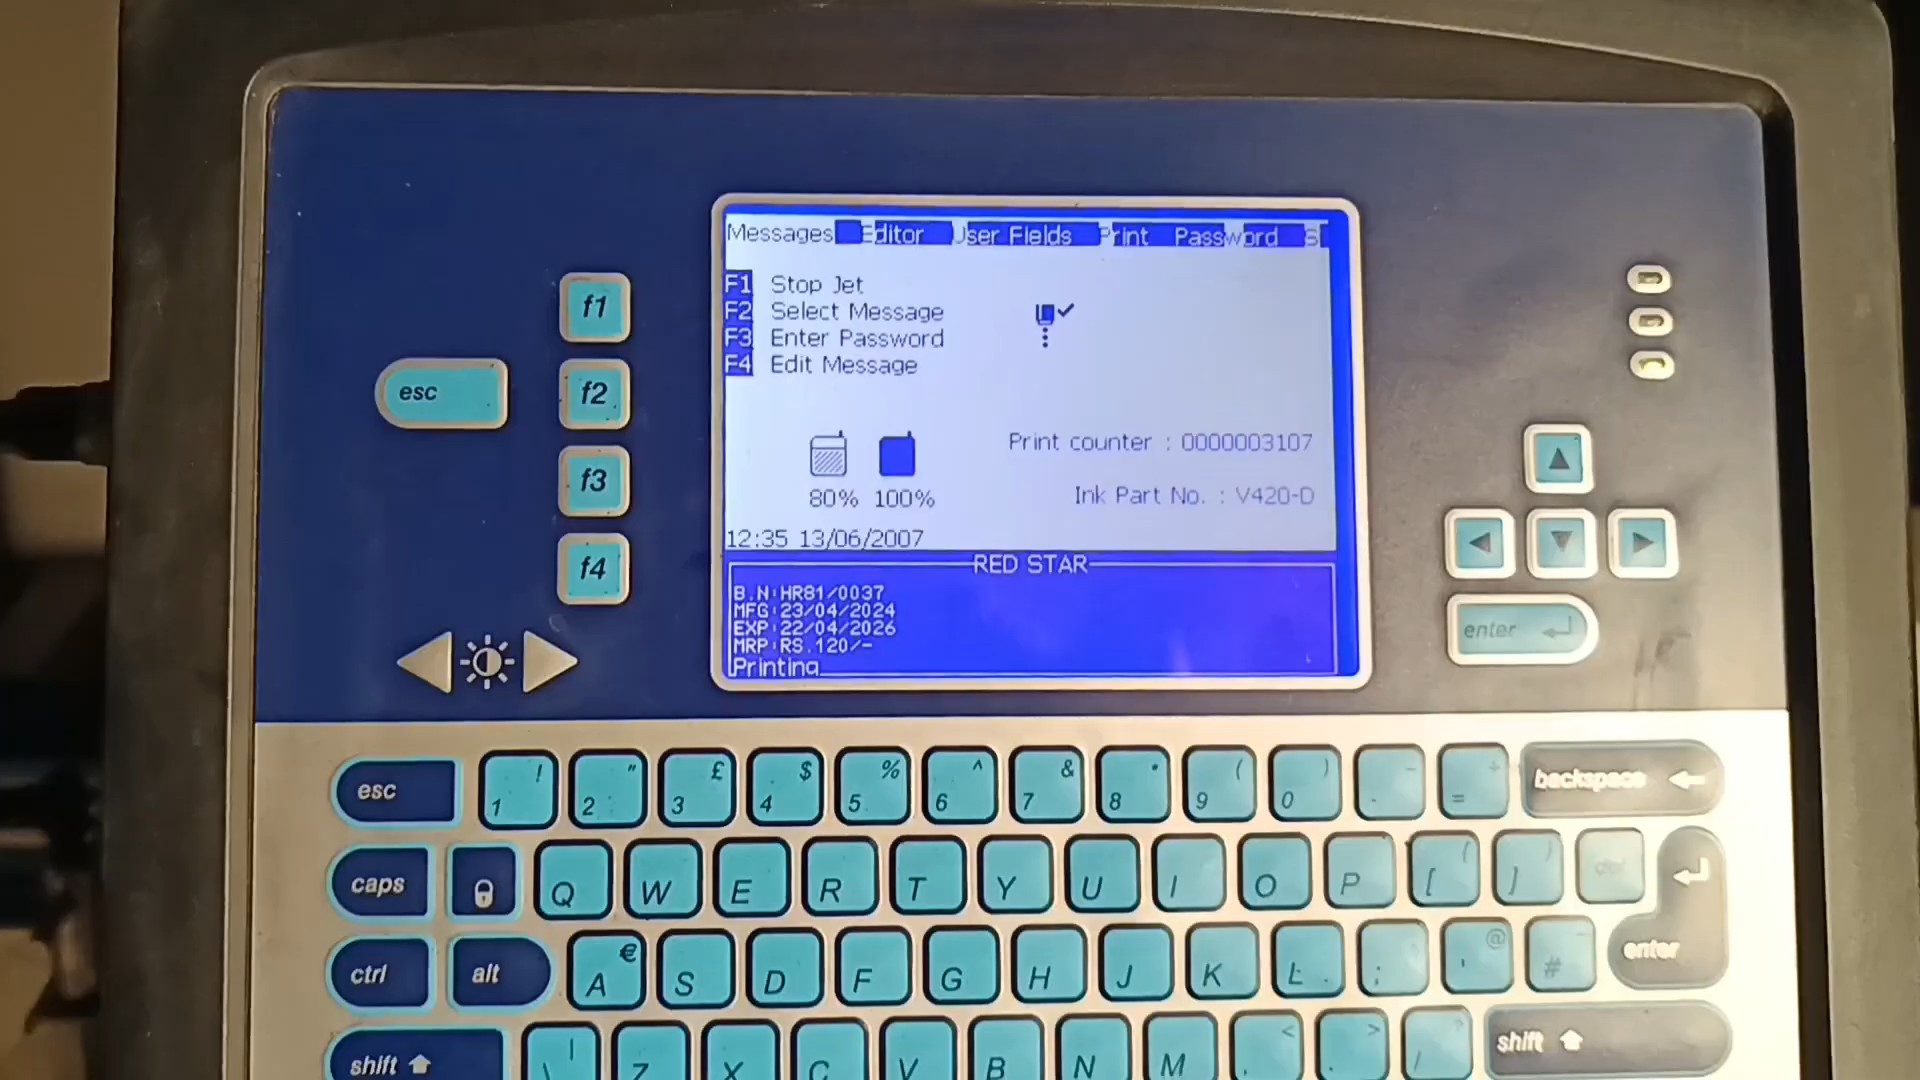 Messages Editor User Fields Print Password S
F1 Stop Jet
F2 Select Message
F3 Enter Password
F4 Edit Message
Print counter : 0000003107
80% 100%
Ink Part No. : V420-D
12:35 13/06/2007
RED STAR
B.N:HR81/0037
MFG:23/04/2024
EXP:22/04/2026
MRP:RS.120/-
Printing
f1
esc
f2
f3
f4
enter
esc 1 ! 2 " 3 £ 4 $ 5 % 6 ^ 7 & 8 * 9 ( 0 ) - = + backspace
caps Q W E R T Y U I O P [ ] del
enter
ctrl alt A € S D F G H J K L ; ' @ #
shift \ | Z X C V B N M , < . > / ? shift